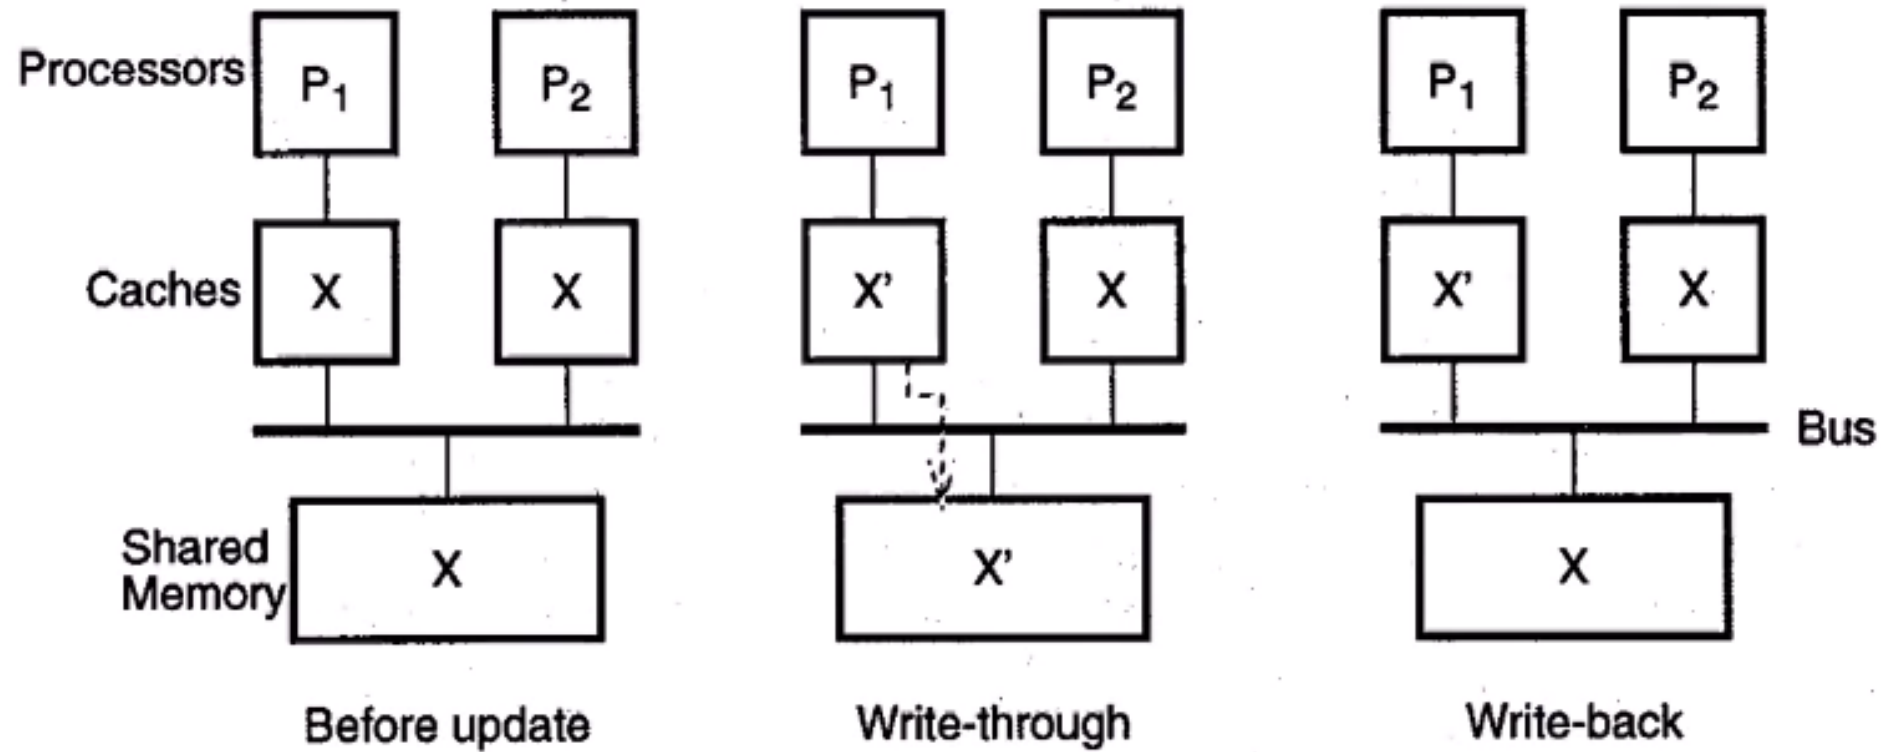 Processors P₁ P₂ P₁ P₂ P₁ P₂
Caches X X X' X X' X
Bus
Shared
Memory X X' X
Before update Write-through Write-back